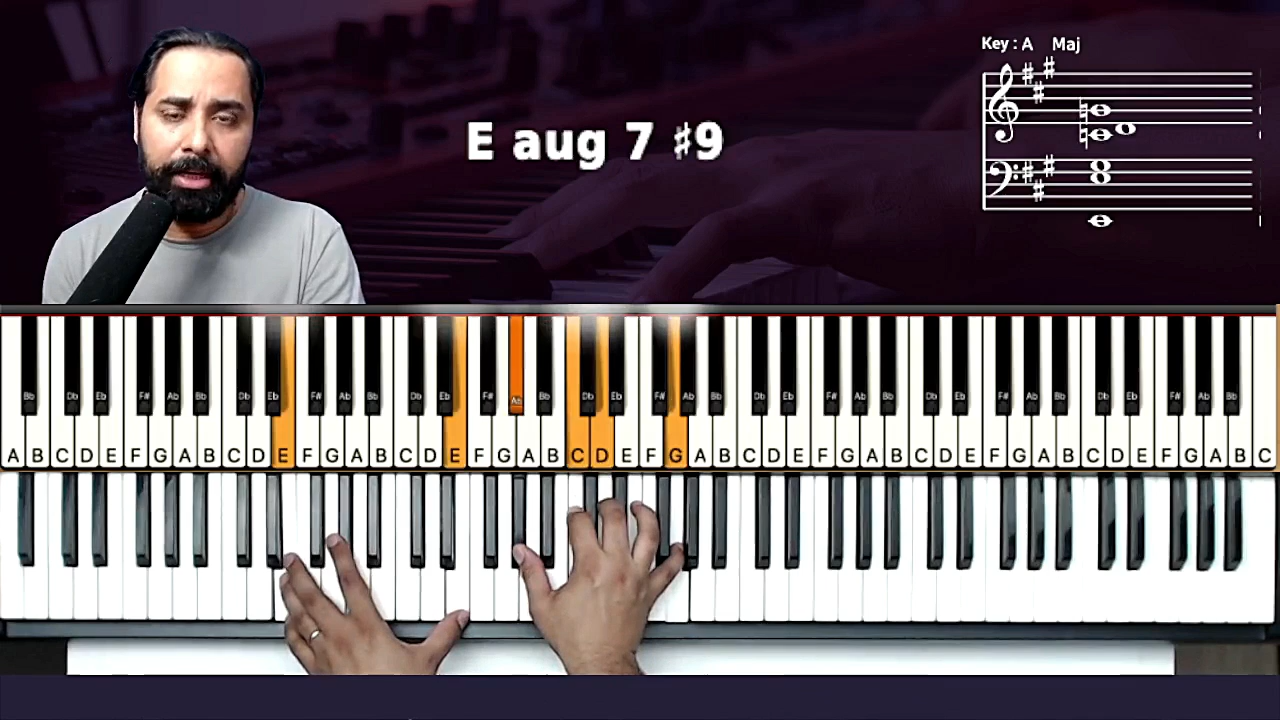 Key : A Maj
E aug 7 ♯9
Bb Db Eb F# Ab Bb Db Eb F# Ab Bb Db Eb F# Ab Bb Db Eb F# Ab Bb Db Eb F# Ab Bb Db Eb F# Ab Bb Db Eb F# Ab Bb
A B C D E F G A B C D E F G A B C D E F G A B C D E F G A B C D E F G A B C D E F G A B C D E F G A B C